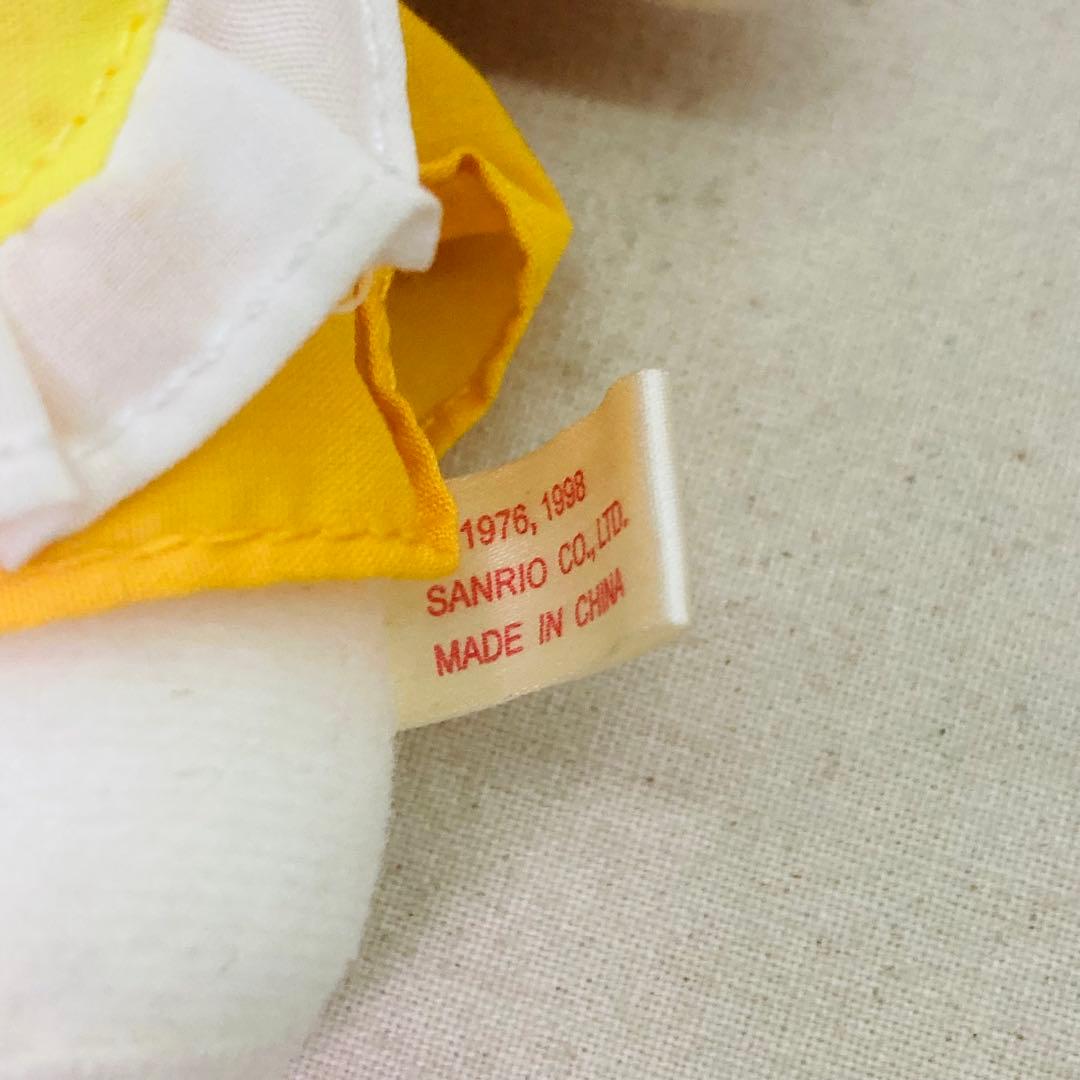 1976, 1998
SANRIO CO., LTD.
MADE IN CHINA